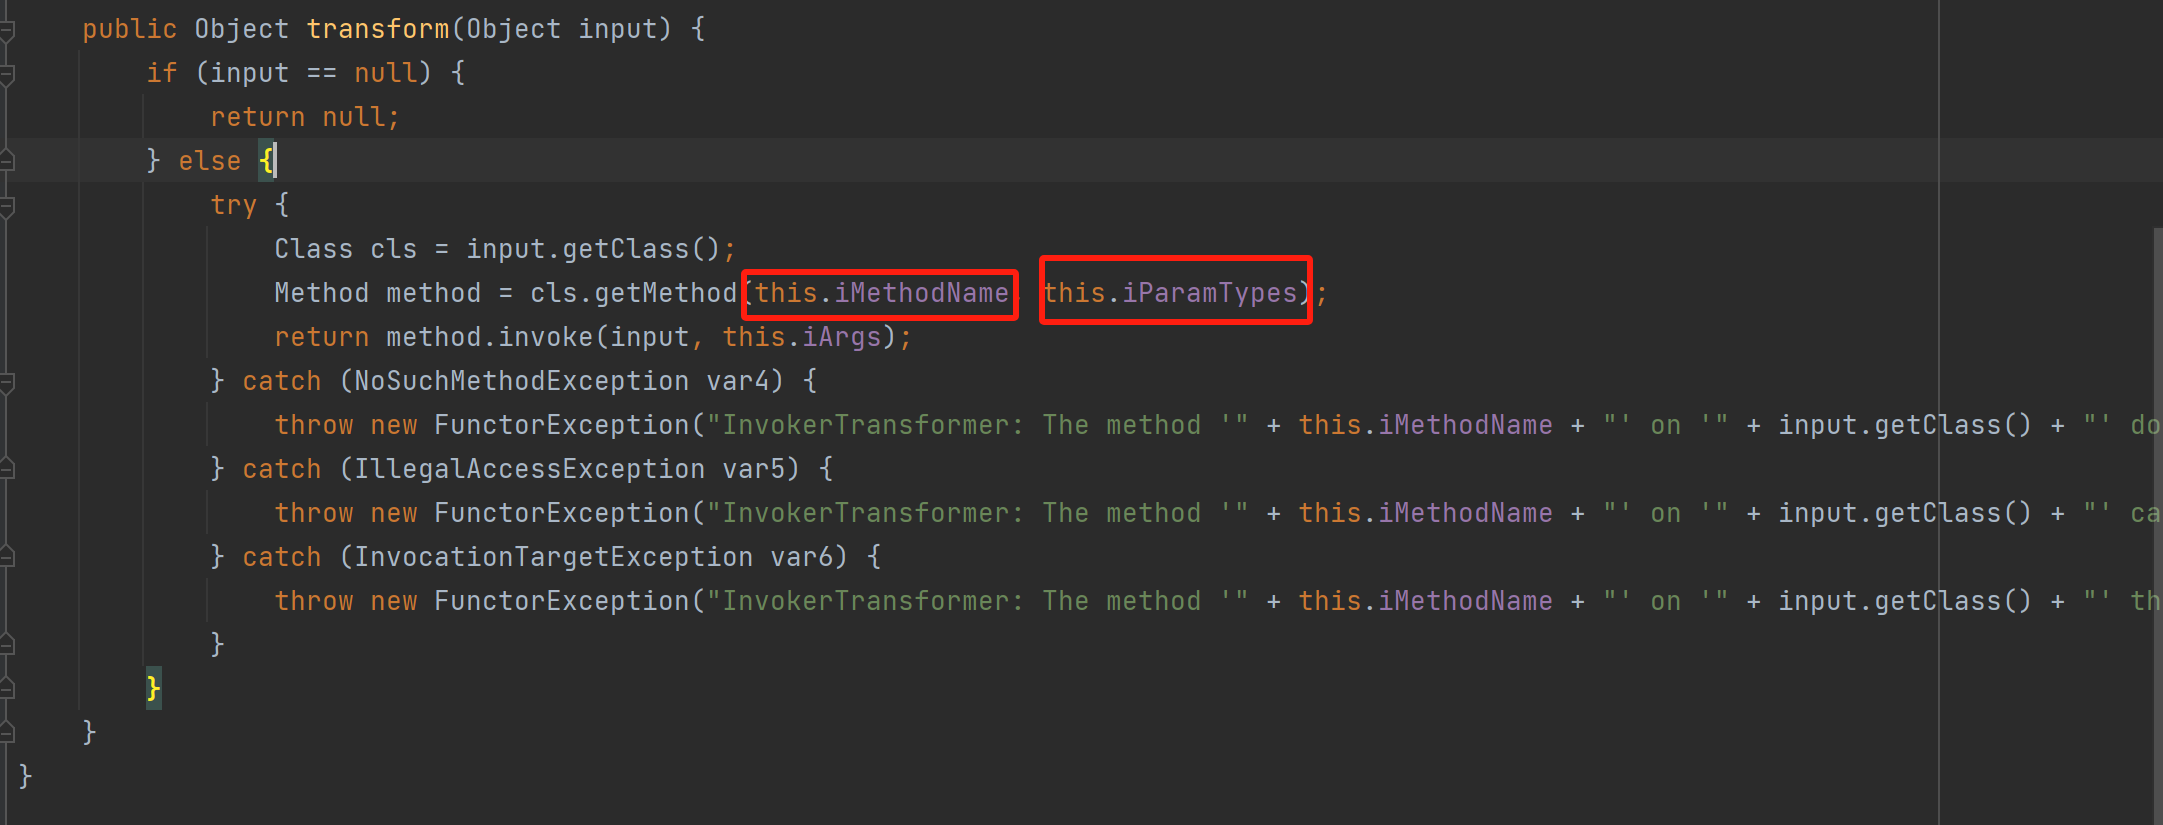 public Object transform(Object input) {
if (input == null) {
return null;
} else {
try {
Class cls = input.getClass();
Method method = cls.getMethod(this.iMethodName this.iParamTypes);
return method.invoke(input, this.iArgs);
} catch (NoSuchMethodException var4) {
throw new FunctorException("InvokerTransformer: The method '" + this.iMethodName + "' on '" + input.getClass() + "' do
} catch (IllegalAccessException var5) {
throw new FunctorException("InvokerTransformer: The method '" + this.iMethodName + "' on '" + input.getClass() + "' ca
} catch (InvocationTargetException var6) {
throw new FunctorException("InvokerTransformer: The method '" + this.iMethodName + "' on '" + input.getClass() + "' th
}
}
}
}